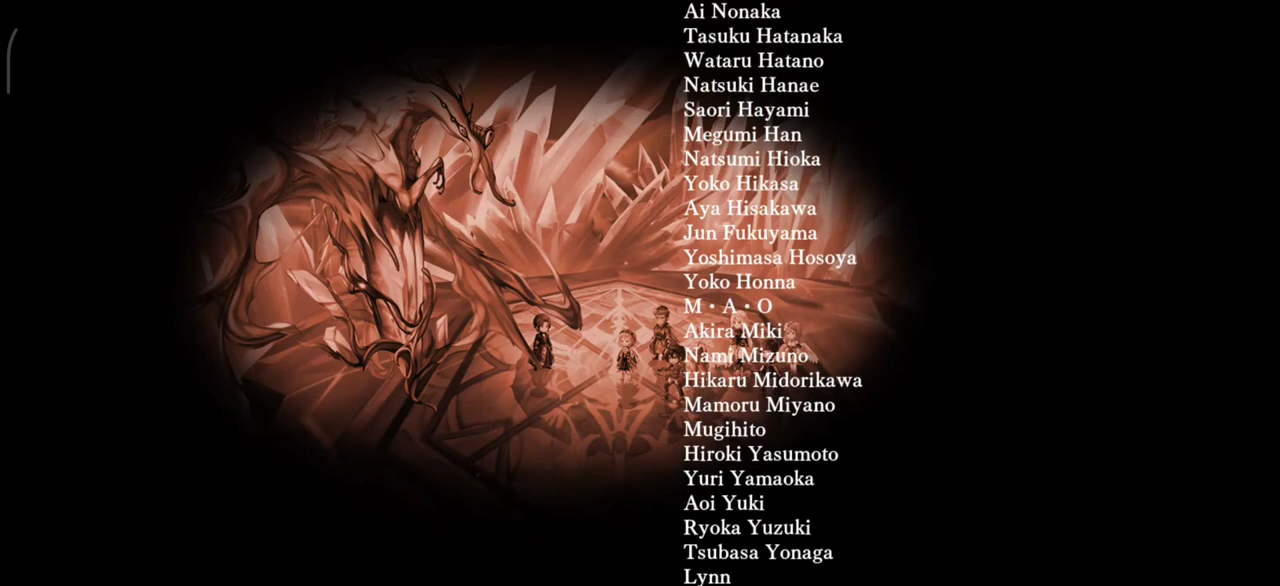 Ai Nonaka
Tasuku Hatanaka
Wataru Hatano
Natsuki Hanae
Saori Hayami
Megumi Han
Natsumi Hioka
Yoko Hikasa
Aya Hisakawa
Jun Fukuyama
Yoshimasa Hosoya
Yoko Honna
M・A・O
Akira Miki
Nami Mizuno
Hikaru Midorikawa
Mamoru Miyano
Mugihito
Hiroki Yasumoto
Yuri Yamaoka
Aoi Yuki
Ryoka Yuzuki
Tsubasa Yonaga
Lynn